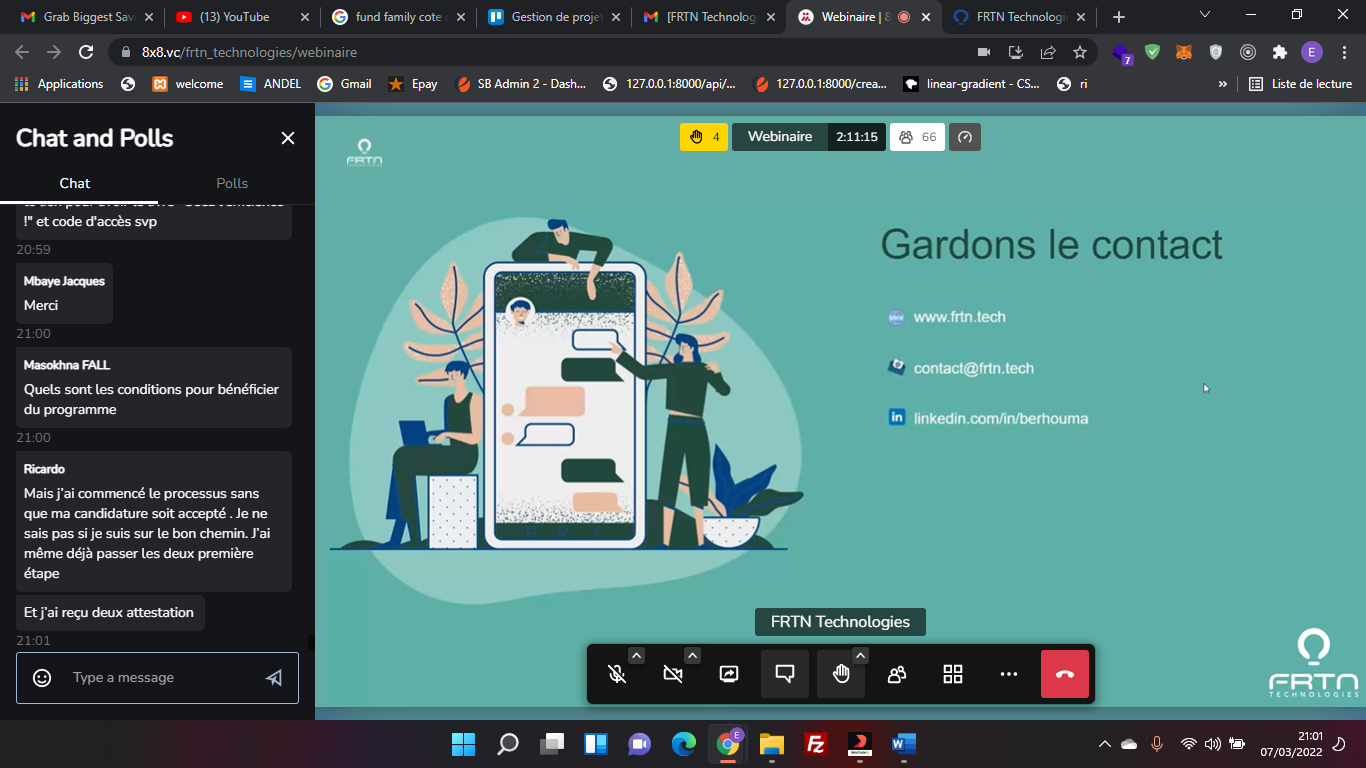 Grab Biggest Savi
(13) YouTube
fund family cote d
Gestion de projet
[FRTN Technologi
Webinaire | 8
FRTN Technologie
8x8.vc/frtn_technologies/webinaire
7
E
Applications
welcome
ANDEL
Gmail
Epay
SB Admin 2 - Dash...
127.0.0.1:8000/api/...
127.0.0.1:8000/crea...
linear-gradient - CS...
ri
»
Liste de lecture
Chat and Polls
Chat
Polls
!" et code d'accès svp
20:59
Mbaye Jacques
Merci
21:00
Masokhna FALL
Quels sont les conditions pour bénéficier
du programme
21:00
Ricardo
Mais j'ai commencé le processus sans
que ma candidature soit accepté . Je ne
sais pas si je suis sur le bon chemin. J'ai
même déjà passer les deux première
étape
Et j'ai reçu deux attestation
21:01
Type a message
FRTN
4
Webinaire
2:11:15
66
Gardons le contact
www.frtn.tech
contact@frtn.tech
in
linkedin.com/in/berhouma
FRTN Technologies
FRTN
TECHNOLOGIES
21:01
07/03/2022